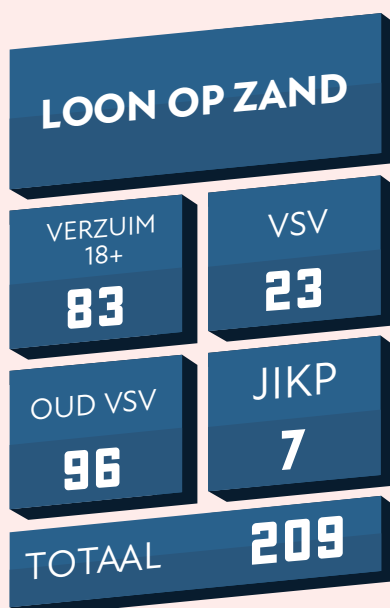 LOON OP ZAND
VERZUIM
18+
83
VSV
23
OUD VSV
96
JIKP
7
TOTAAL 209